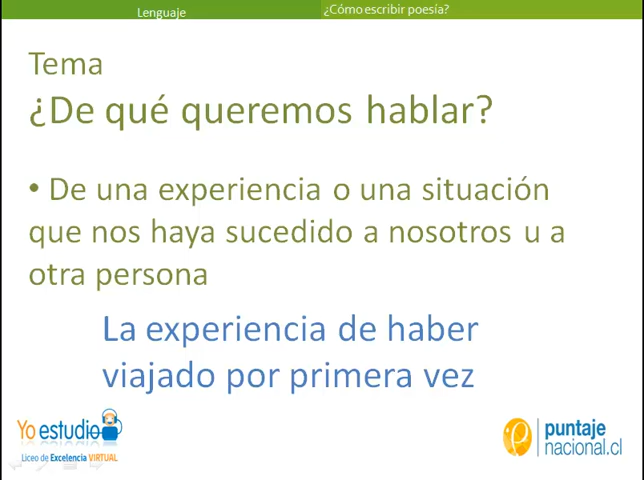 Lenguaje
¿Cómo escribir poesía?
Tema
¿De qué queremos hablar?
• De una experiencia o una situación
que nos haya sucedido a nosotros u a
otra persona
La experiencia de haber
viajado por primera vez
Yo estudio
Liceo de Excelencia VIRTUAL
puntaje
nacional.cl